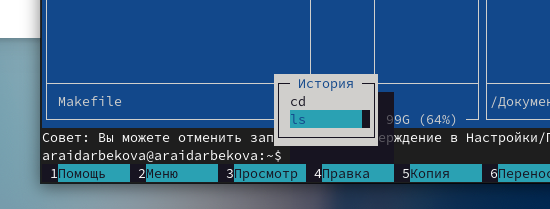 История
cd
Makefile
ls
/Докумен
99G (64%)
Совет: Вы можете отменить зап ерждение в Настройки/П
araidarbekova@araidarbekova:~$
1Помощь 2Меню 3Просмотр 4Правка 5Копия 6Перенос